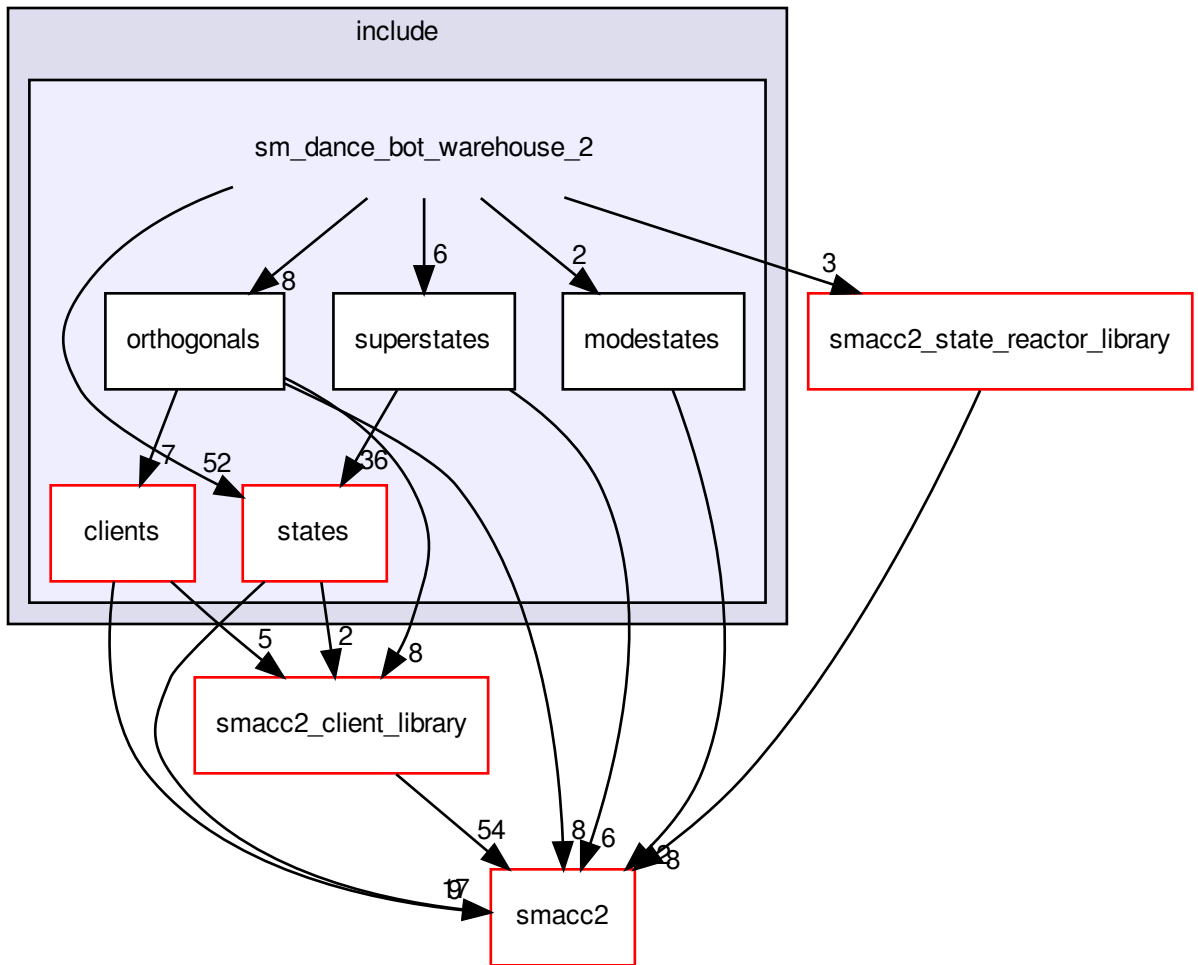 include
sm_dance_bot_warehouse_2
8
6
2
3
orthogonals
superstates
modestates
smacc2_state_reactor_library
7
52
36
clients
states
5
2
8
smacc2_client_library
54
8
6
8
smacc2